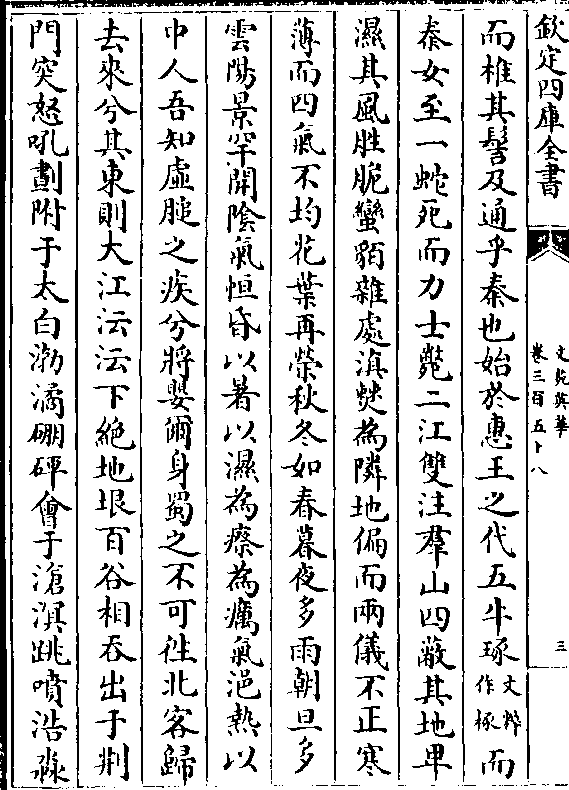 欽定四庫全書
文苑英華
卷三百五十八
三
而椎其髻及通乎秦也始於惠王之代五牛琢文粹作椓而
秦女至一蛇死而力士斃二江雙注羣山四蔽其地卑
濕其風脞脆蠻貊雜處滇僰為隣地偏而兩儀不正寒
薄而四氣不均花葉再榮秋冬如春暮夜多雨朝旦多
雲陽景罕開陰氣恒昏以暑以濕為瘵為癘氣浥熱以
中人吾知虛腿之疾兮將嬰爾身蜀之不可徃北客歸
去來兮其東則大江沄沄下絶地垠百谷相吞出于荆
門突怒吼劃附于太白渤潏硼砰會于滄溟跳噴浩淼